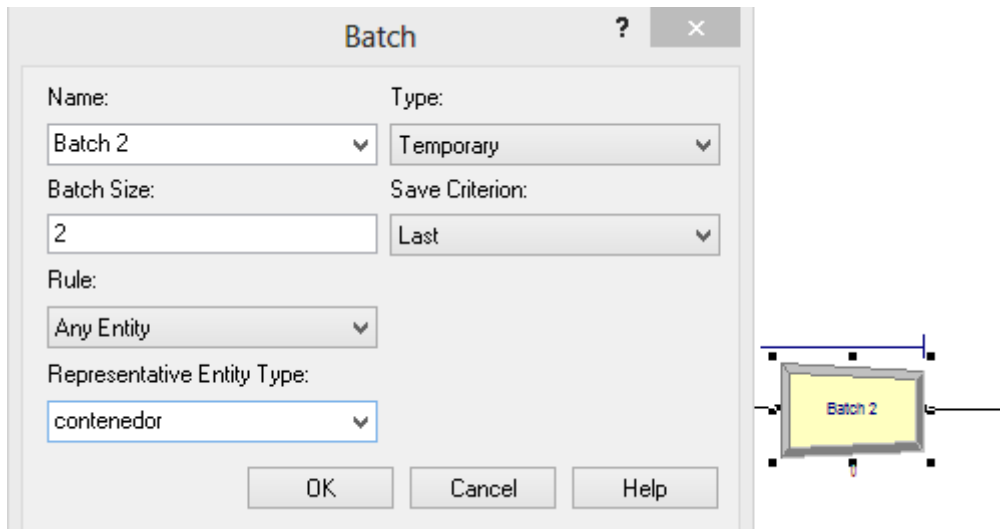 Batch ? ×
Name: Type:
Batch 2 Temporary
Batch Size: Save Criterion:
2 Last
Rule:
Any Entity
Representative Entity Type:
contenedor
OK Cancel Help
Batch 2
0